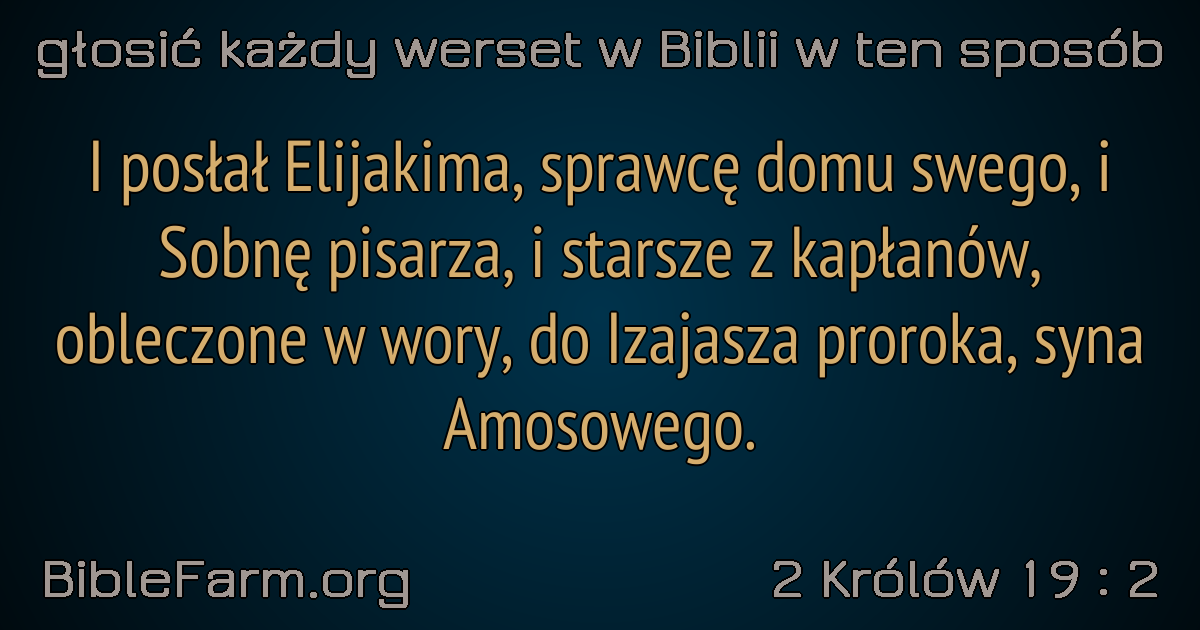 głosić każdy werset w Biblii w ten sposób
I posłał Elijakima, sprawcę domu swego, i
Sobnę pisarza, i starsze z kapłanów,
obleczone w wory, do Izajasza proroka, syna
Amosowego.
BibleFarm.org
2 Królów 19 : 2